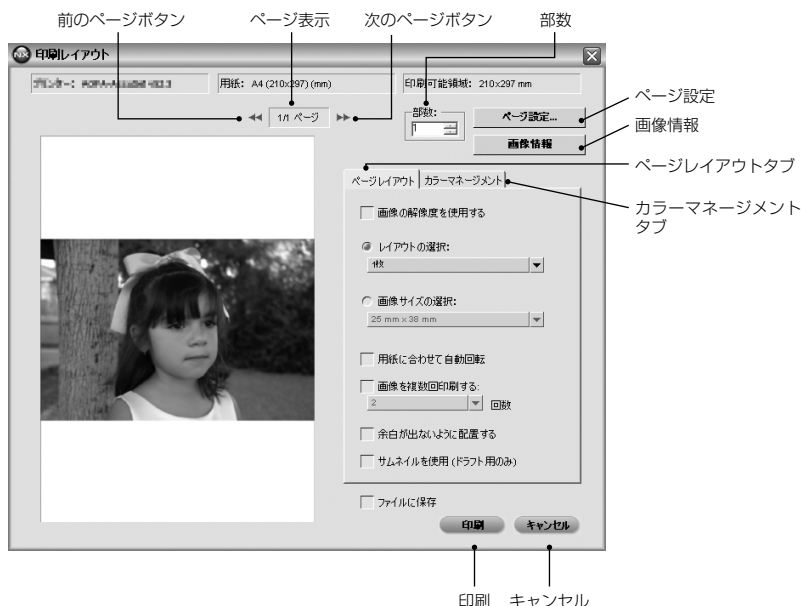 前のページボタン
ページ表示
次のページボタン
部数
NX 印刷レイアウト
用紙: A4 (210x297) (mm)
印刷可能領域: 210x297 mm
1/1 ページ
部数:
1
ページ設定...
画像情報
ページ設定
画像情報
ページレイアウトタブ
カラーマネージメント
タブ
ページレイアウト
カラーマネージメント
画像の解像度を使用する
レイアウトの選択:
1枚
画像サイズの選択:
25 mm x 38 mm
用紙に合わせて自動回転
画像を複数回印刷する:
2
回数
余白が出ないように配置する
サムネイルを使用 (ドラフト用のみ)
ファイルに保存
印刷
キャンセル
印刷
キャンセル